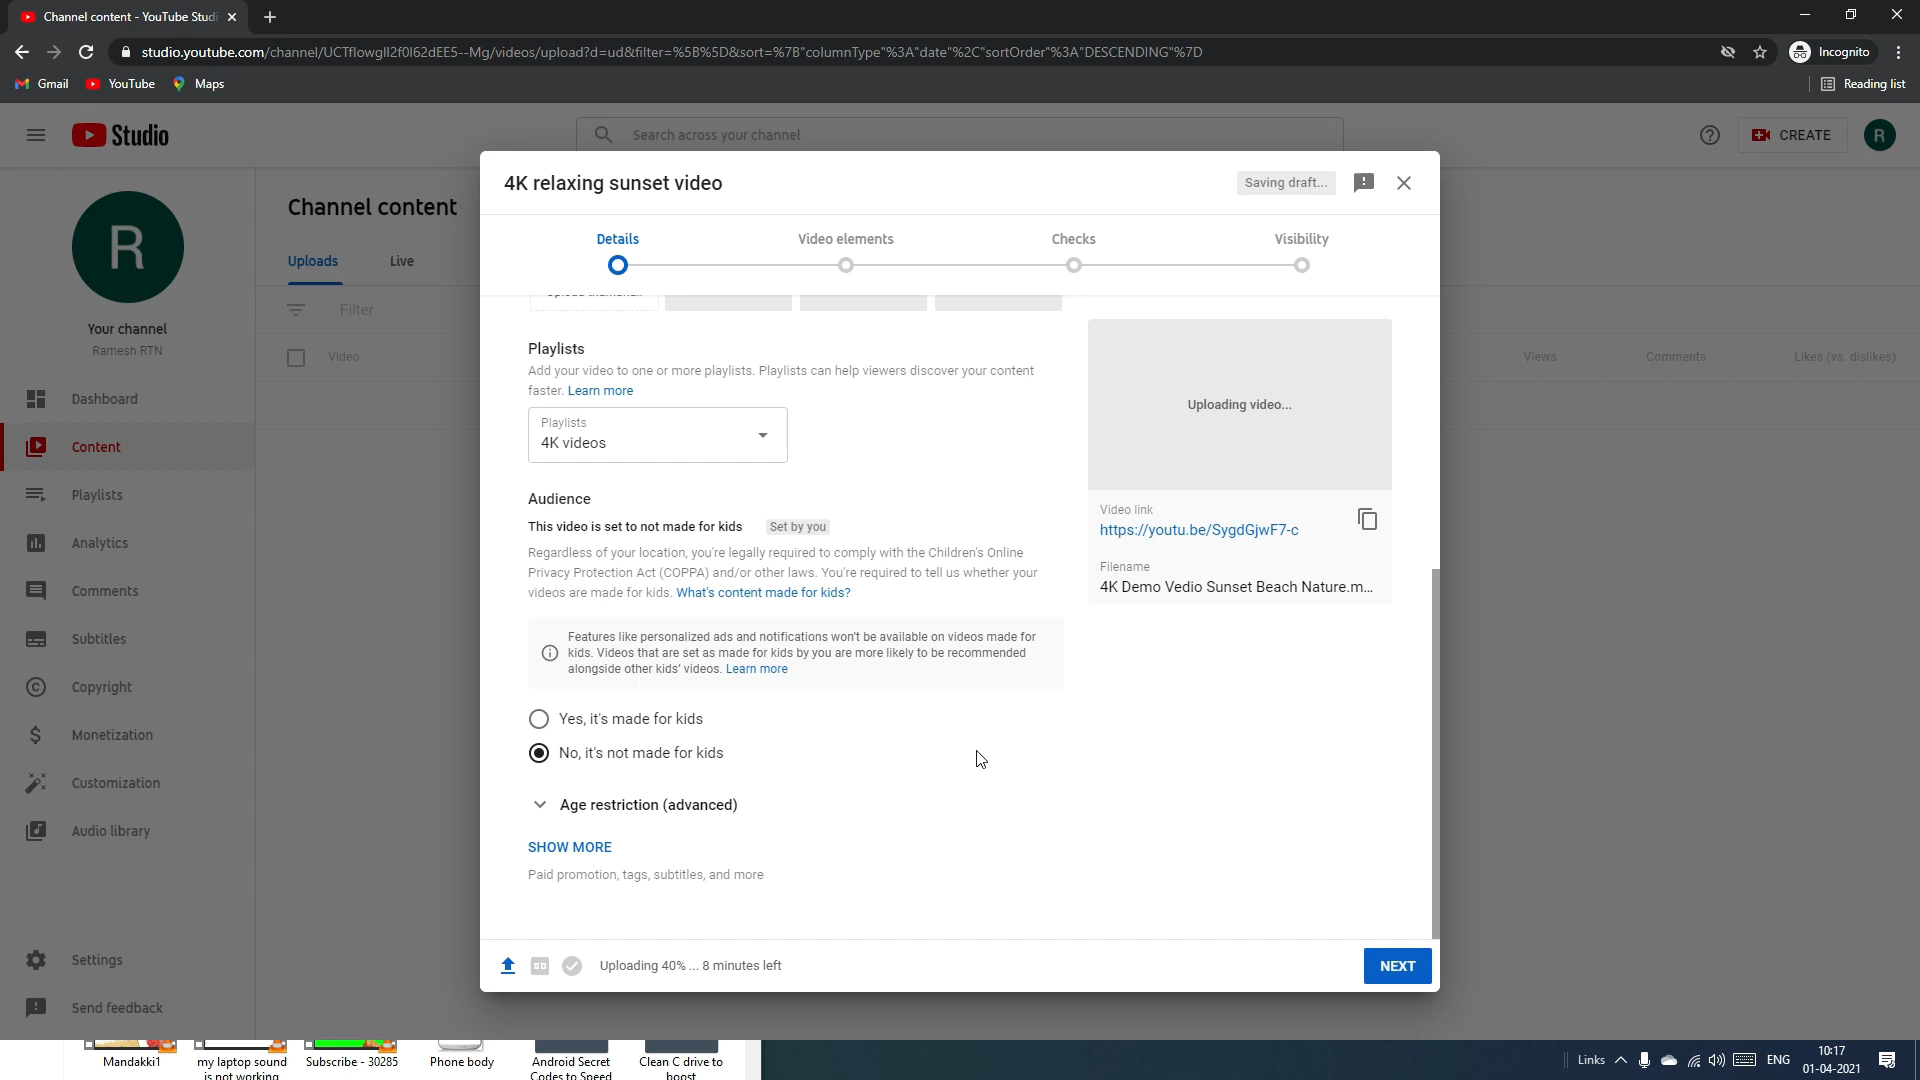 Channel content - YouTube Studi
studio.youtube.com/channel/UCTflowgII2f0I62dEE5--Mg/videos/upload?d=ud&filter=%5B%5D&sort=%7B"columnType"%3A"date"%2C"sortOrder"%3A"DESCENDING"%7D
Incognito
Gmail
YouTube
Maps
Reading list
Studio
Search across your channel
CREATE
R
4K relaxing sunset video
Saving draft...
Details
Video elements
Checks
Visibility
R
Your channel
Ramesh RTN
Dashboard
Content
Playlists
Analytics
Comments
Subtitles
Copyright
Monetization
Customization
Audio library
Settings
Send feedback
Channel content
Uploads
Live
Filter
Video
Views
Comments
Likes (vs. dislikes)
Playlists
Add your video to one or more playlists. Playlists can help viewers discover your content
faster. Learn more
Playlists
4K videos
Audience
This video is set to not made for kids
Set by you
Regardless of your location, you're legally required to comply with the Children's Online
Privacy Protection Act (COPPA) and/or other laws. You're required to tell us whether your
videos are made for kids. What's content made for kids?
Features like personalized ads and notifications won't be available on videos made for
kids. Videos that are set as made for kids by you are more likely to be recommended
alongside other kids' videos. Learn more
Yes, it's made for kids
No, it's not made for kids
Age restriction (advanced)
SHOW MORE
Paid promotion, tags, subtitles, and more
Uploading video...
Video link
https://youtu.be/SygdGjwF7-c
Filename
4K Demo Vedio Sunset Beach Nature.m...
Uploading 40% ... 8 minutes left
NEXT
Mandakki1
my laptop sound
is not working
Subscribe - 30285
Phone body
Android Secret
Codes to Speed
Clean C drive to
boost
Links
ENG
10:17
01-04-2021